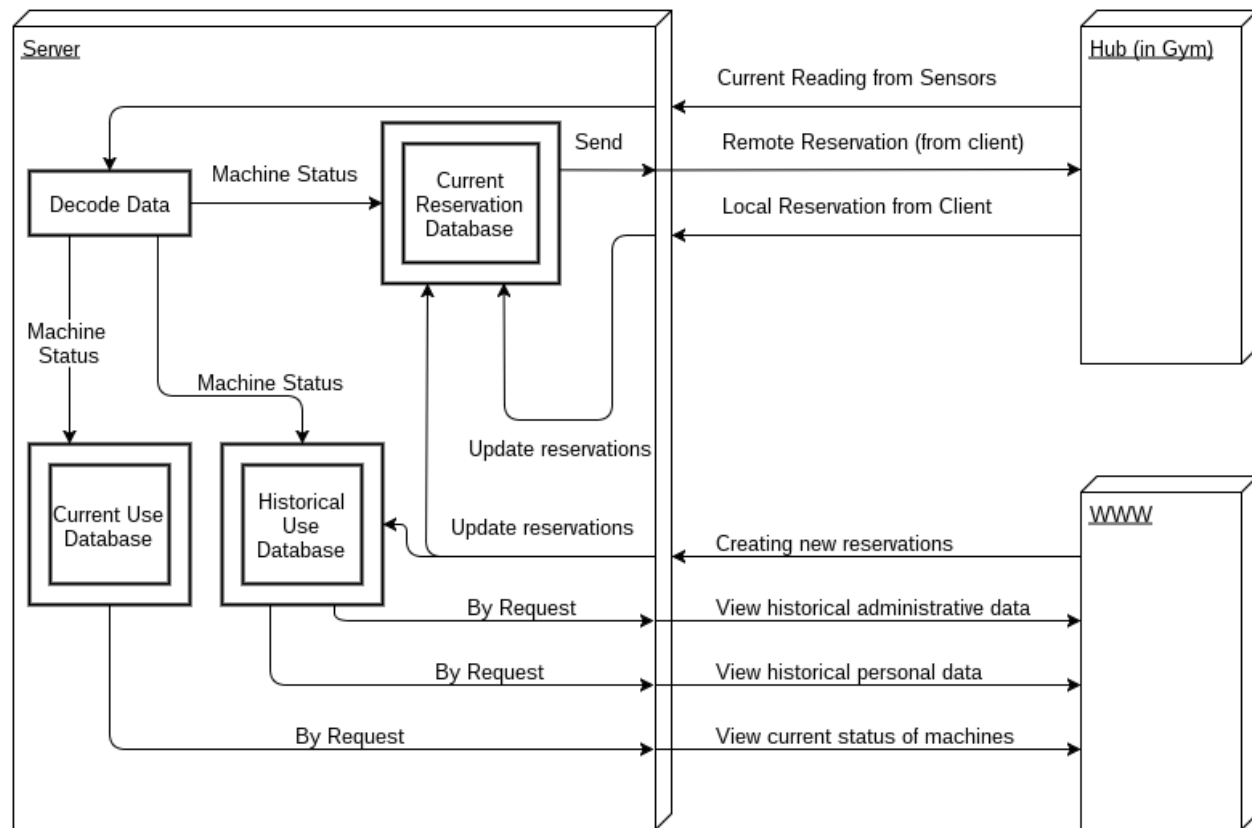 Server
Hub (in Gym)
Current Reading from Sensors
Send
Remote Reservation (from client)
Machine Status
Current
Reservation
Database
Decode Data
Local Reservation from Client
Machine
Status
Machine Status
Update reservations
Current Use
Database
Historical
Use
Database
Update reservations
WWW
Creating new reservations
By Request
View historical administrative data
By Request
View historical personal data
By Request
View current status of machines